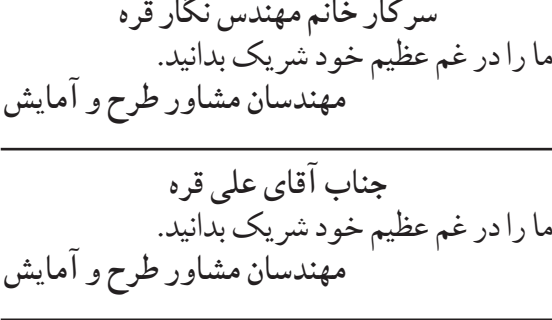 سرکار خانم مهندس نگار قره
ما را در غم عظیم خود شریک بدانید.
مهندسان مشاور طرح و آمایش
جناب آقای علی قره
ما را در غم عظیم خود شریک بدانید.
مهندسان مشاور طرح و آمایش